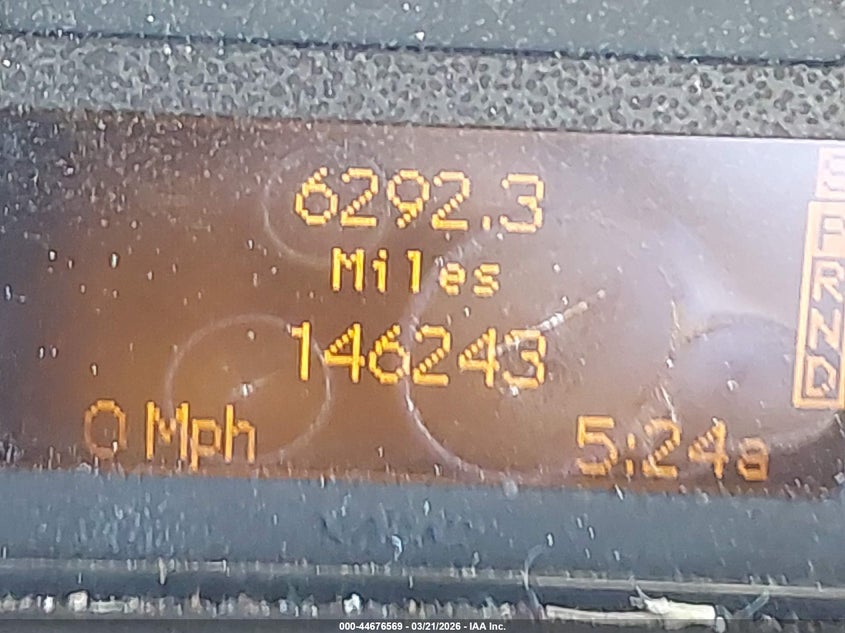 6292.3
Miles
146243
0 Mph
5:24a
S
P
R
N
D
000-44676569 - 03/21/2026 - IAA Inc.